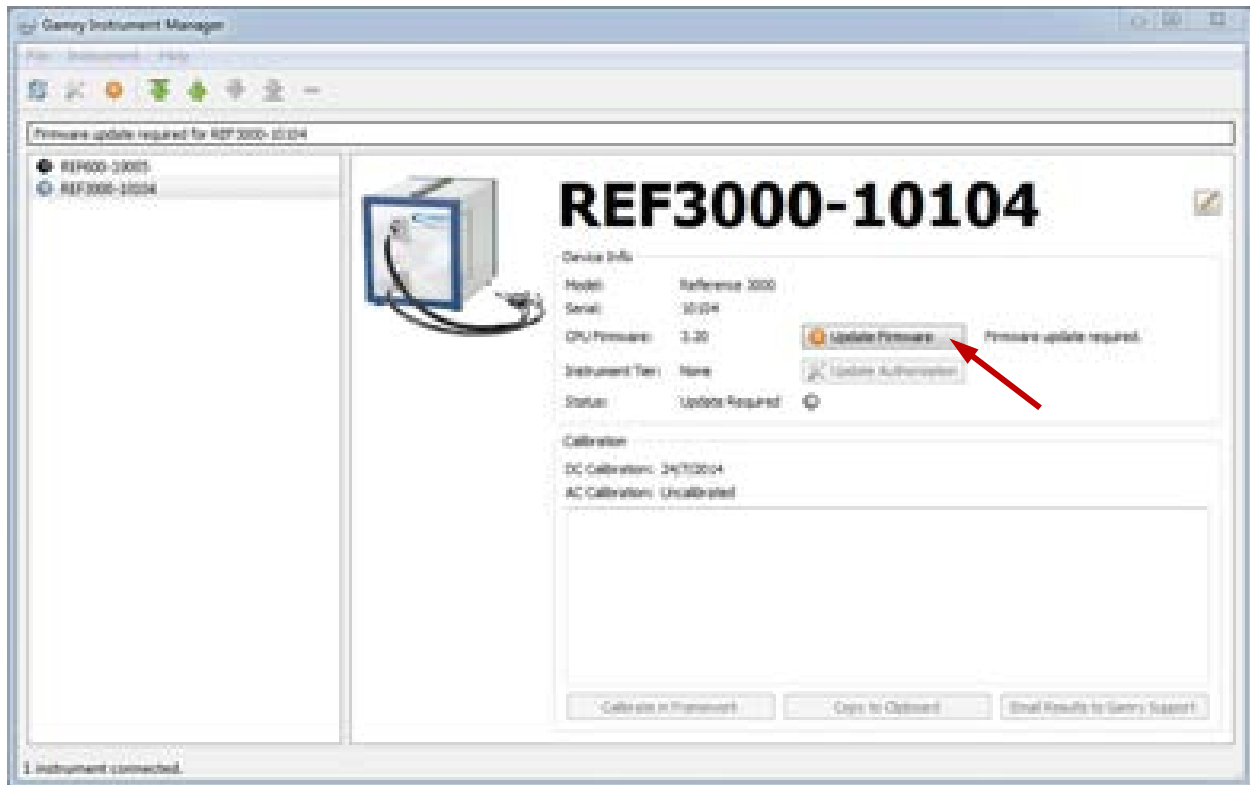 Gamry Instrument Manager
File Instrument Help
Firmware update required for REF3000-10104
REF600-10005
REF3000-10104
REF3000-10104
Device Info
Model: Reference 3000
Serial: 10104
CPU Firmware: 3.20 Update Firmware Firmware update required.
Instrument Tier: None Update Authorization
Status: Update Required
Calibration
DC Calibration: 24/7/2014
AC Calibration: Uncalibrated
Calibrate in Framework Copy to Clipboard Email Results to Gamry Support
1 instrument connected.